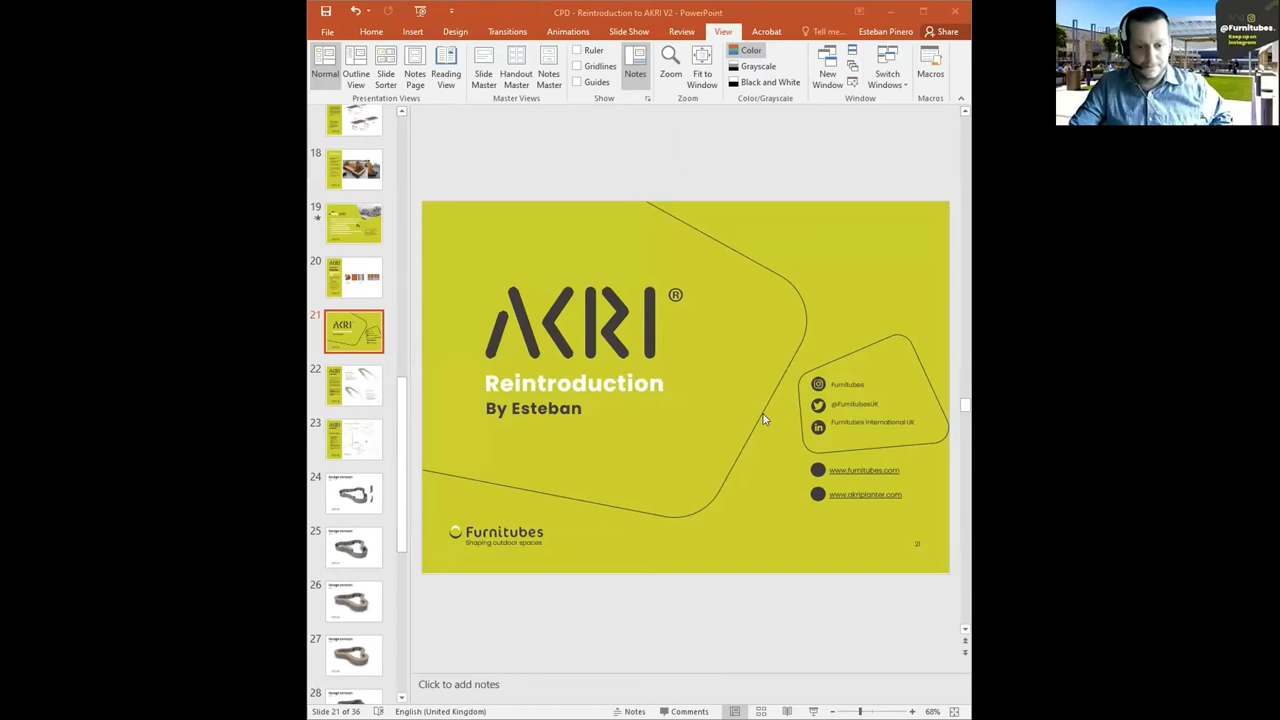 CPD - Reintroduction to AKRI V2 - PowerPoint
File Home Insert Design Transitions Animations Slide Show Review View Acrobat Tell me... Esteban Pinero Share
Normal
Outline View
Slide Sorter
Notes Page
Reading View
Presentation Views
Slide Master
Handout Master
Notes Master
Master Views
Ruler
Gridlines
Guides
Show
Notes
Zoom
Fit to Window
Zoom
Color
Grayscale
Black and White
Color/Grayscale
New Window
Switch Windows
Window
Macros
Macros
@Furnitubes.
Keep up on
Instagram
18
19
20
21
22
23
24
25
26
27
28
AKRI ®
Reintroduction
By Esteban
Furnitubes
@FurnitubesUK
Furnitubes International UK
www.furnitubes.com
www.akriplanter.com
Furnitubes
Shaping outdoor spaces
21
Click to add notes
Slide 21 of 36 English (United Kingdom) Notes Comments 68%